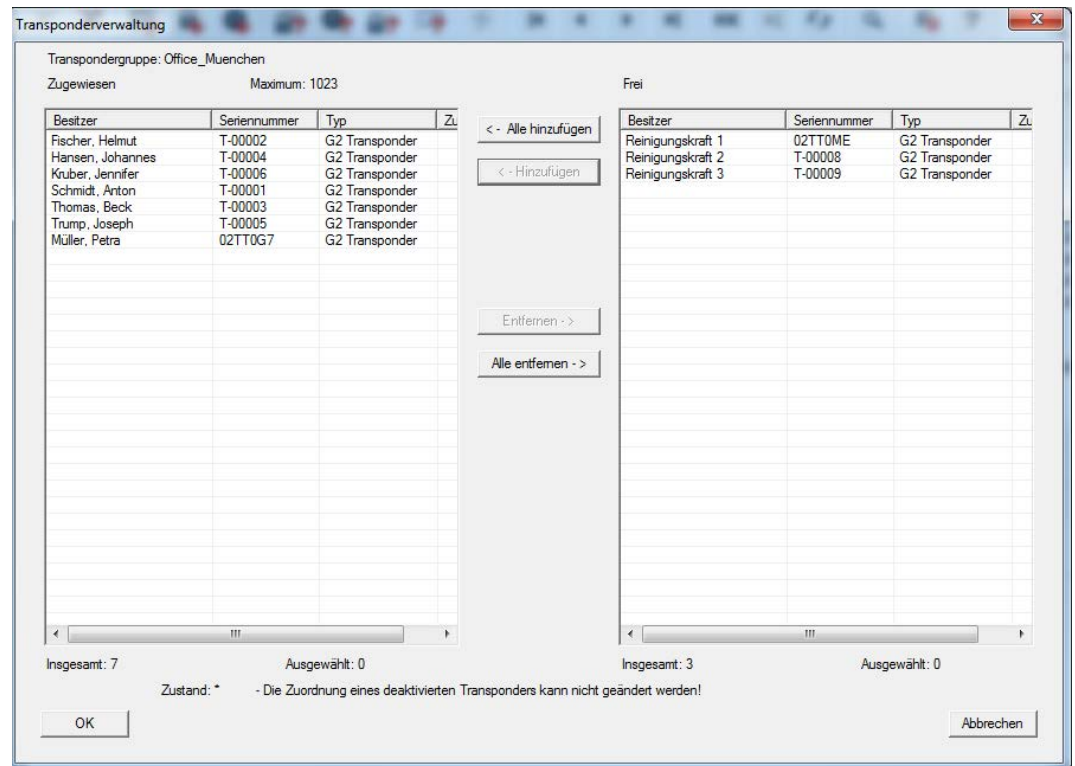 Transponderverwaltung
Transpondergruppe: Office_Muenchen
Zugewiesen Maximum: 1023 Frei
Besitzer Seriennummer Typ Zu
Fischer, Helmut T-00002 G2 Transponder
Hansen, Johannes T-00004 G2 Transponder
Kruber, Jennifer T-00006 G2 Transponder
Schmidt, Anton T-00001 G2 Transponder
Thomas, Beck T-00003 G2 Transponder
Trump, Joseph T-00005 G2 Transponder
Müller, Petra 02TT0G7 G2 Transponder
< - Alle hinzufügen
< - Hinzufügen
Entfernen - >
Alle entfernen - >
Besitzer Seriennummer Typ Zu
Reinigungskraft 1 02TT0ME G2 Transponder
Reinigungskraft 2 T-00008 G2 Transponder
Reinigungskraft 3 T-00009 G2 Transponder
Insgesamt: 7 Ausgewählt: 0 Insgesamt: 3 Ausgewählt: 0
Zustand: * - Die Zuordnung eines deaktivierten Transponders kann nicht geändert werden!
OK Abbrechen